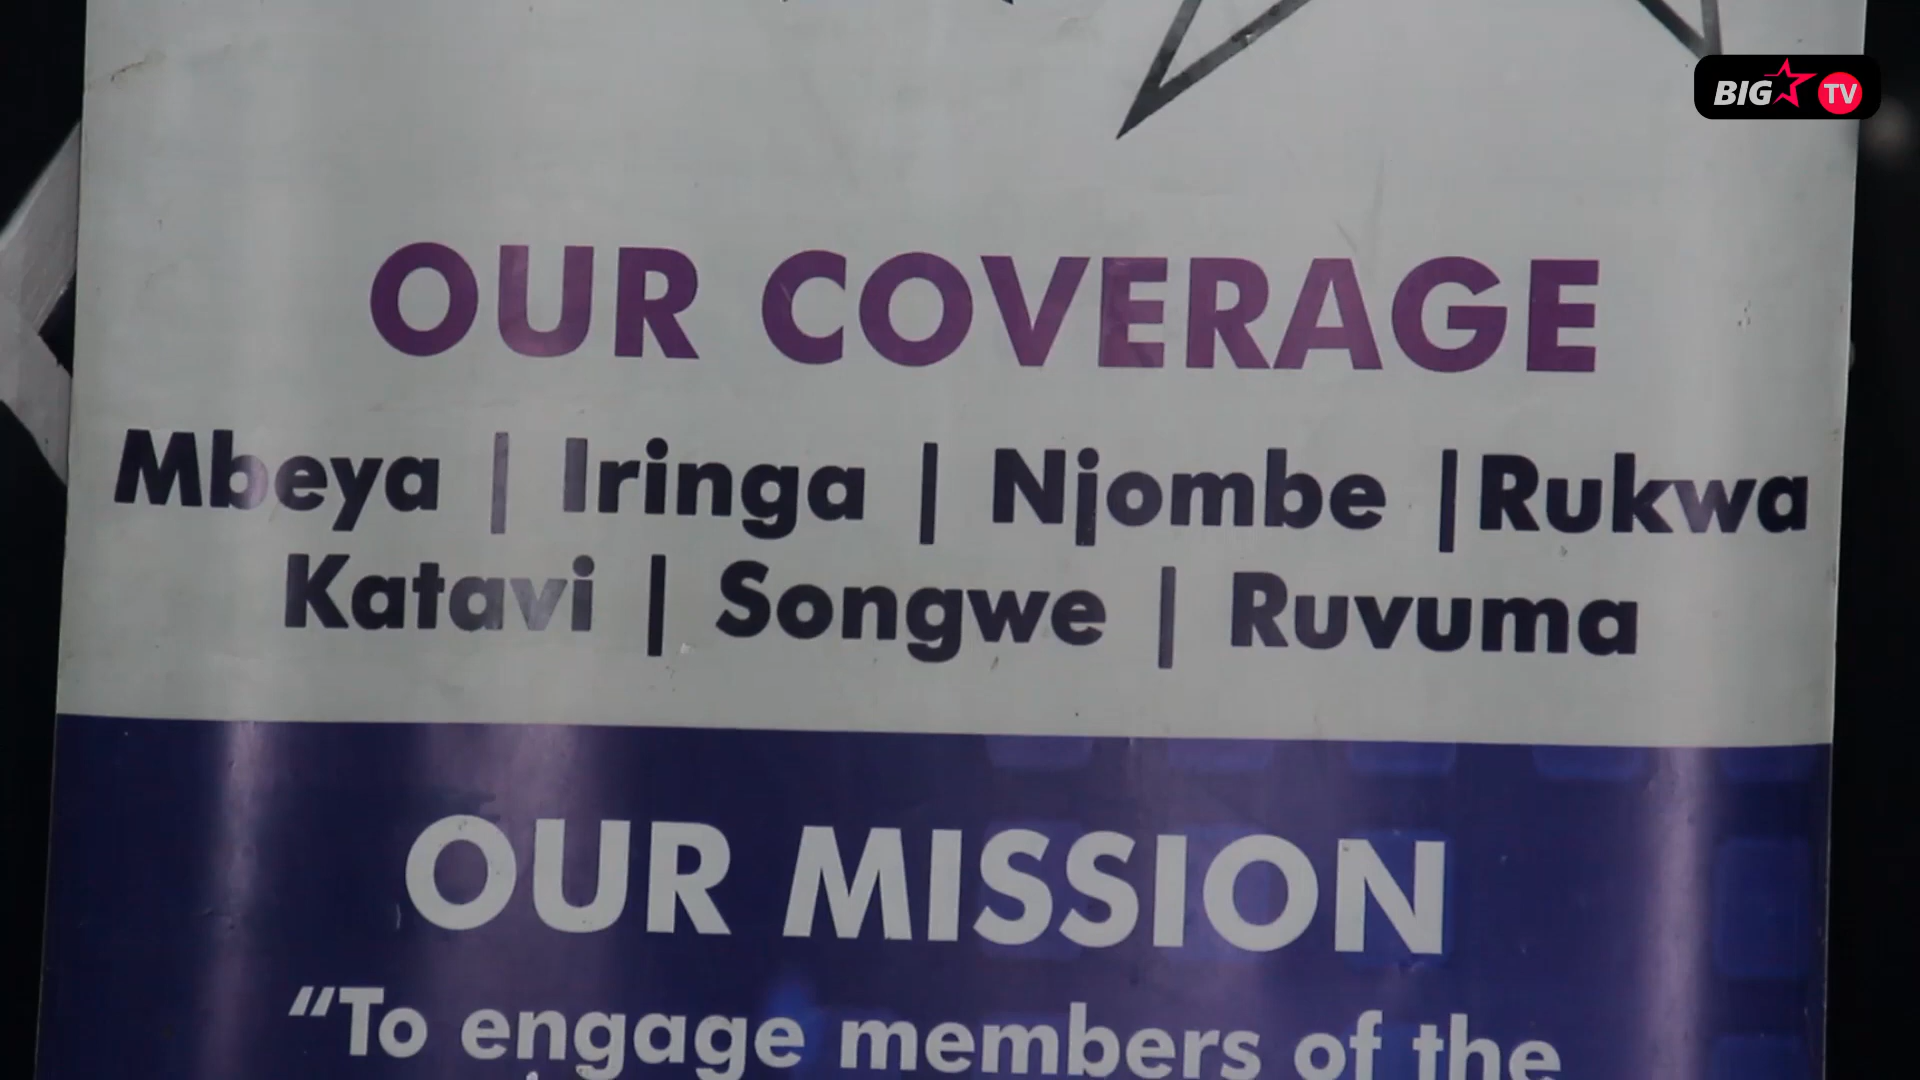 BIG TV
OUR COVERAGE
Mbeya | Iringa | Njombe |Rukwa
Katavi | Songwe | Ruvuma
OUR MISSION
“To engage members of the